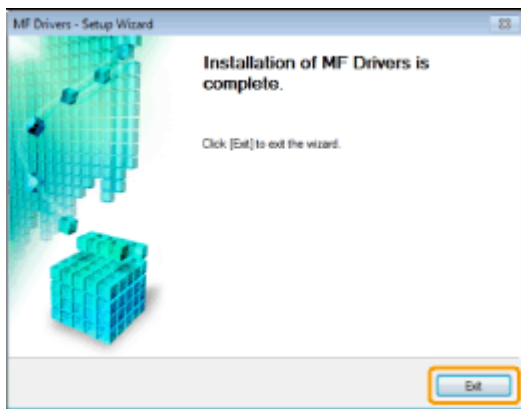 MF Drivers - Setup Wizard
Installation of MF Drivers is
complete.
Click [Exit] to exit the wizard.
Exit